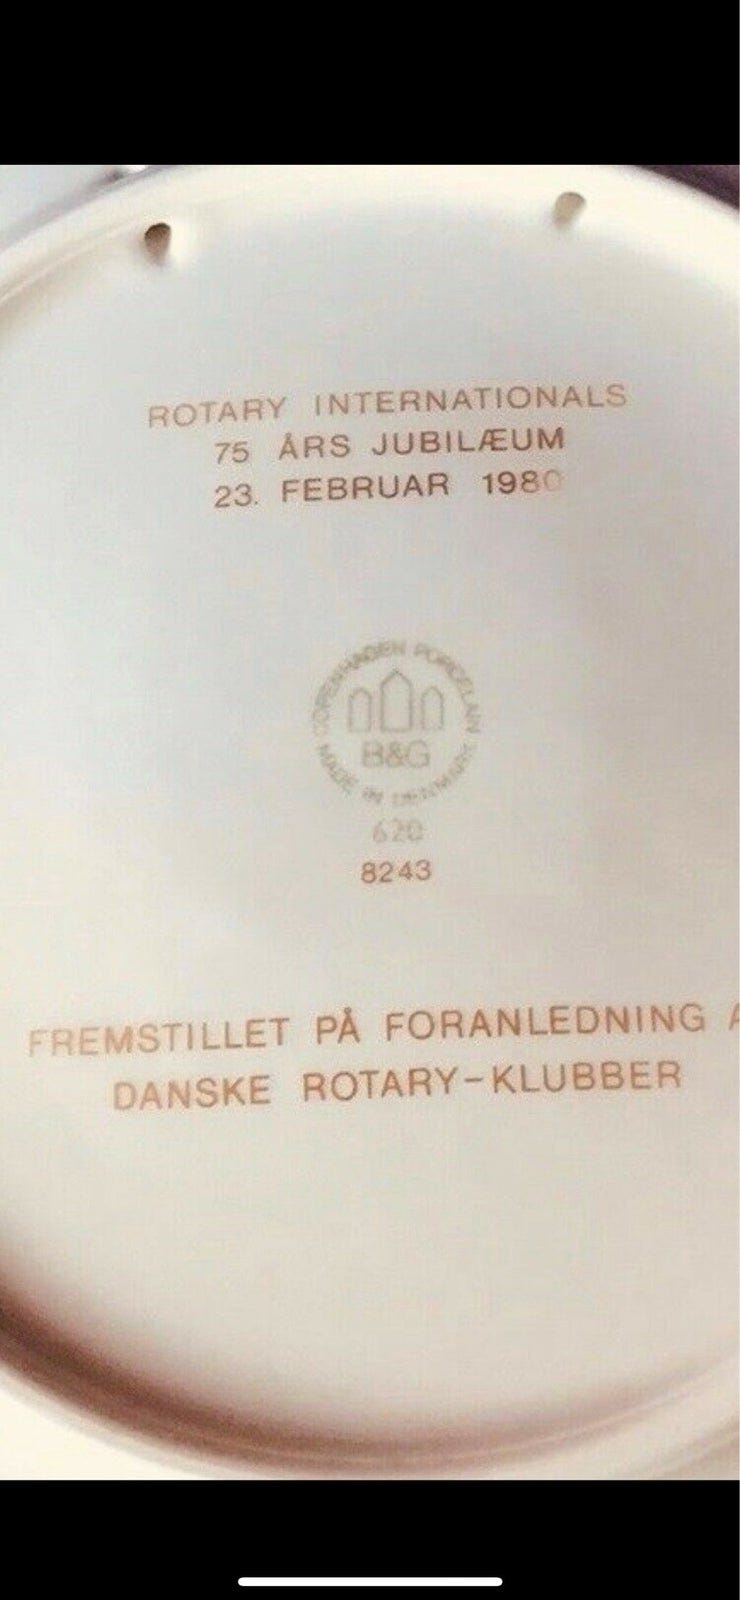 ROTARY INTERNATIONALS
75 ÅRS JUBILÆUM
23. FEBRUAR 1980
COPENHAGEN PORCELAIN
B&G
MADE IN DENMARK
620
8243
FREMSTILLET PÅ FORANLEDNING
DANSKE ROTARY-KLUBBER